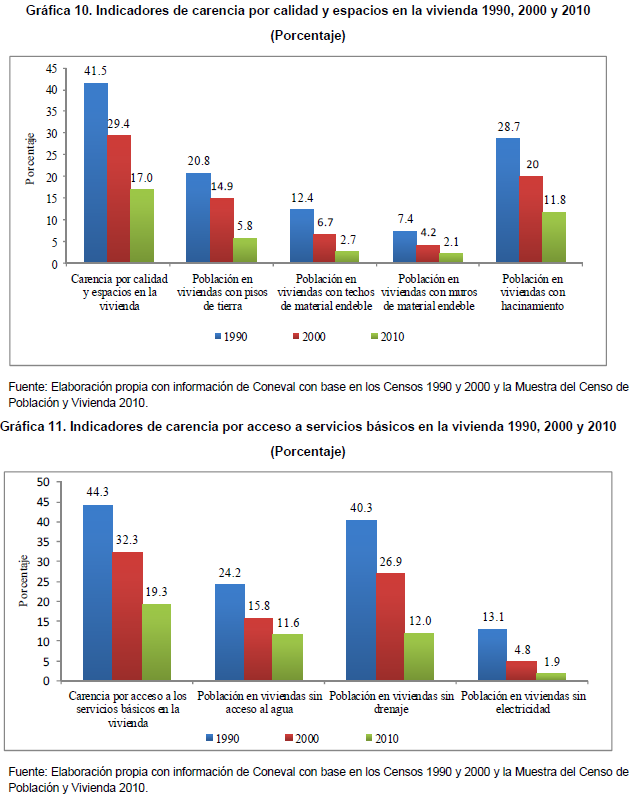 Gráfica 10. Indicadores de carencia por calidad y espacios en la vivienda 1990, 2000 y 2010
(Porcentaje)
Porcentaje
45
40
35
30
25
20
15
10
5
0
41.5
29.4
17.0
20.8
14.9
5.8
12.4
6.7
2.7
7.4
4.2
2.1
28.7
20
11.8
Carencia por calidad
y espacios en la
vivienda
Población en
viviendas con pisos
de tierra
Población en
viviendas con techos
de material endeble
Población en
viviendas con muros
de material endeble
Población en
viviendas con
hacinamiento
1990 2000 2010
Fuente: Elaboración propia con información de Coneval con base en los Censos 1990 y 2000 y la Muestra del Censo de
Población y Vivienda 2010.
Gráfica 11. Indicadores de carencia por acceso a servicios básicos en la vivienda 1990, 2000 y 2010
(Porcentaje)
Porcentaje
50
45
40
35
30
25
20
15
10
5
0
44.3
32.3
19.3
24.2
15.8
11.6
40.3
26.9
12.0
13.1
4.8
1.9
Carencia por acceso a los
servicios básicos en la
vivienda
Población en viviendas sin
acceso al agua
Población en viviendas sin
drenaje
Población en viviendas sin
electricidad
1990 2000 2010
Fuente: Elaboración propia con información de Coneval con base en los Censos 1990 y 2000 y la Muestra del Censo de
Población y Vivienda 2010.